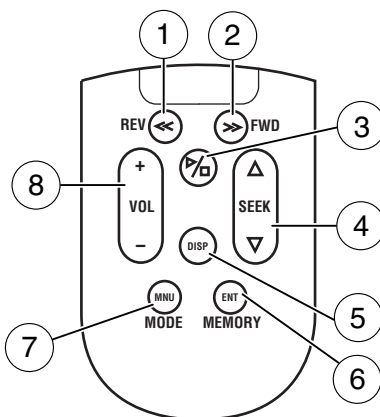 1 2
REV FWD
3
8 + VOL − SEEK 4
DISP
5
MNU ENT
MODE MEMORY
7 6